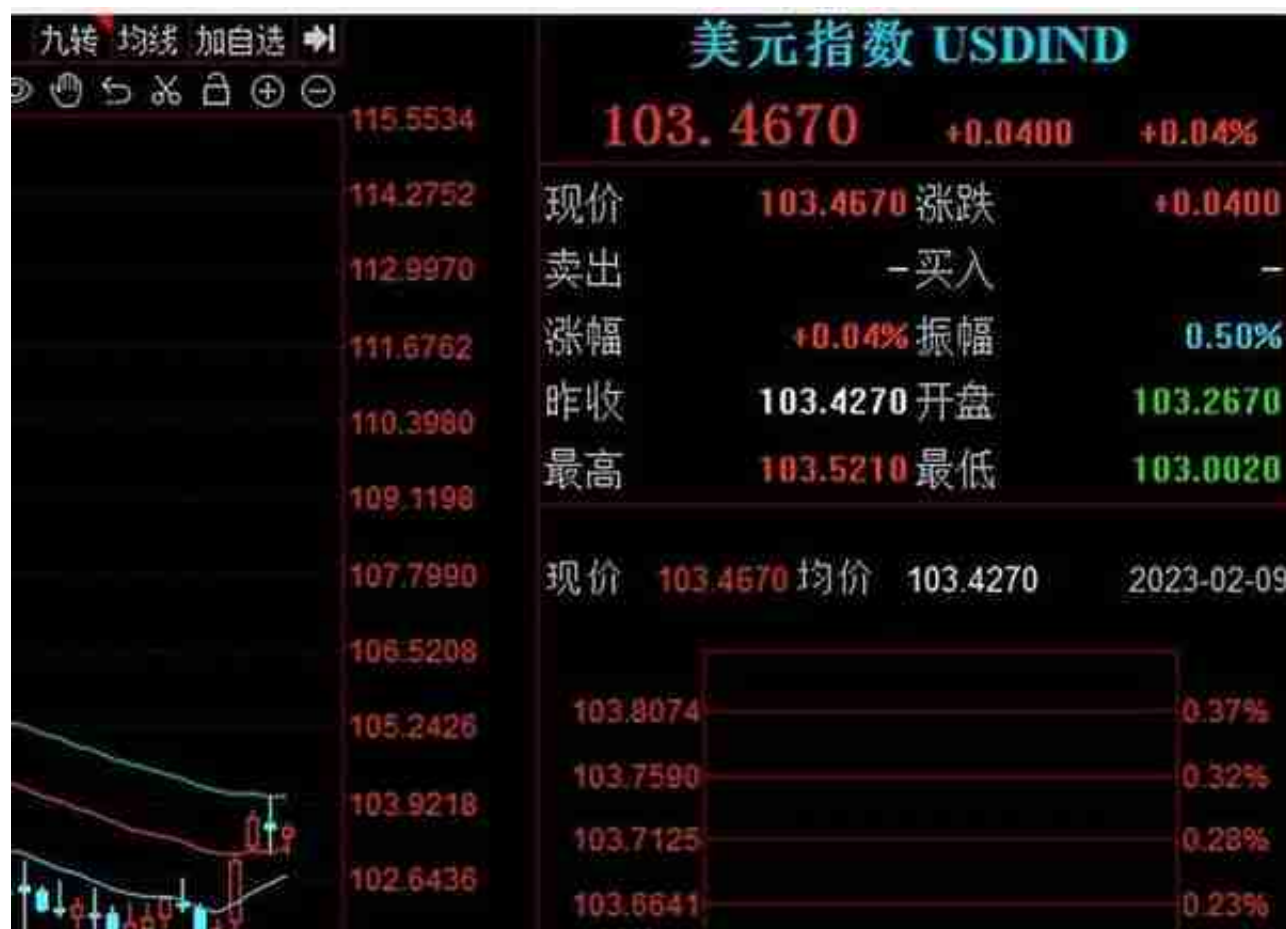 九转 均线 加自选
115.5534
114.2752
112.9970
111.6762
110.3980
109.1198
107.7990
106.5208
105.2426
103.9218
102.6436
美元指数 USDIND
103.4670 +0.0400 +0.04%
现价 103.4670 涨跌 +0.0400
卖出 – 买入 –
涨幅 +0.04% 振幅 0.50%
昨收 103.4270 开盘 103.2670
最高 103.5210 最低 103.0020
现价 103.4670 均价 103.4270 2023-02-09
103.8074 0.37%
103.7590 0.32%
103.7125 0.28%
103.6641 0.23%